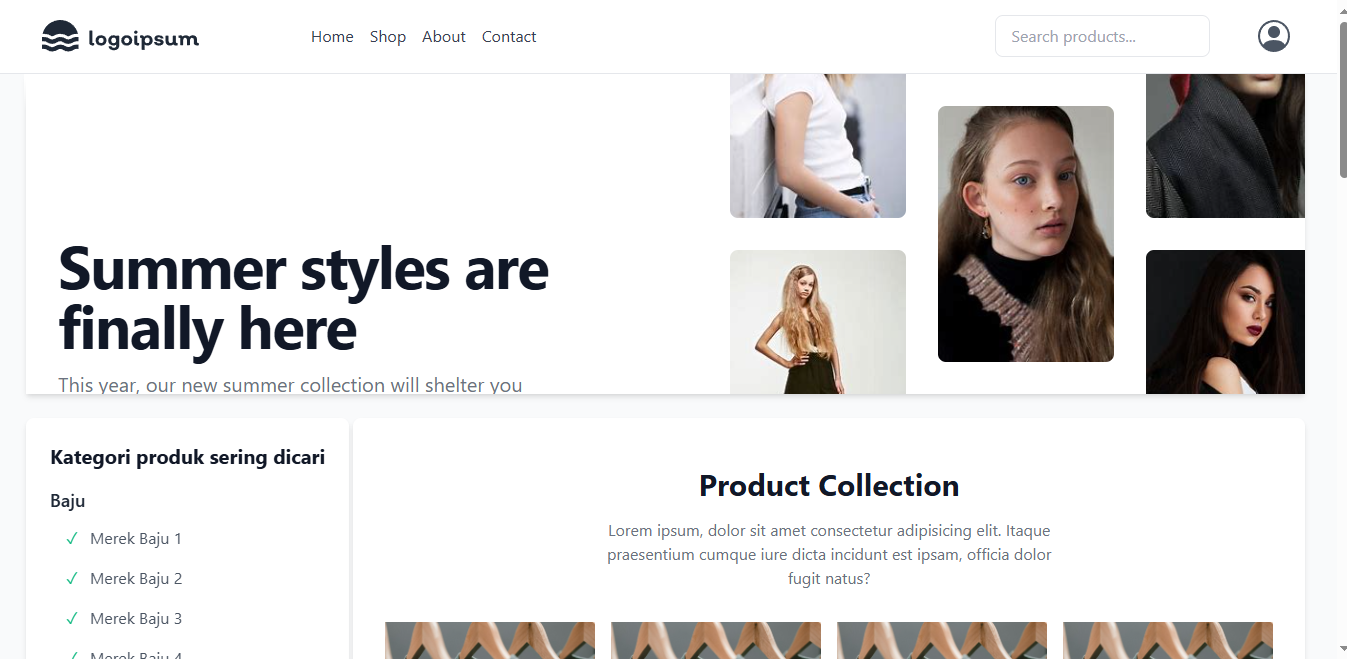 logoipsum
Home Shop About Contact
Search products...
Summer styles are
finally here
This year, our new summer collection will shelter you
Kategori produk sering dicari
Baju
✓ Merek Baju 1
✓ Merek Baju 2
✓ Merek Baju 3
✓ Merek Baju 4
Product Collection
Lorem ipsum, dolor sit amet consectetur adipisicing elit. Itaque
praesentium cumque iure dicta incidunt est ipsam, officia dolor
fugit natus?